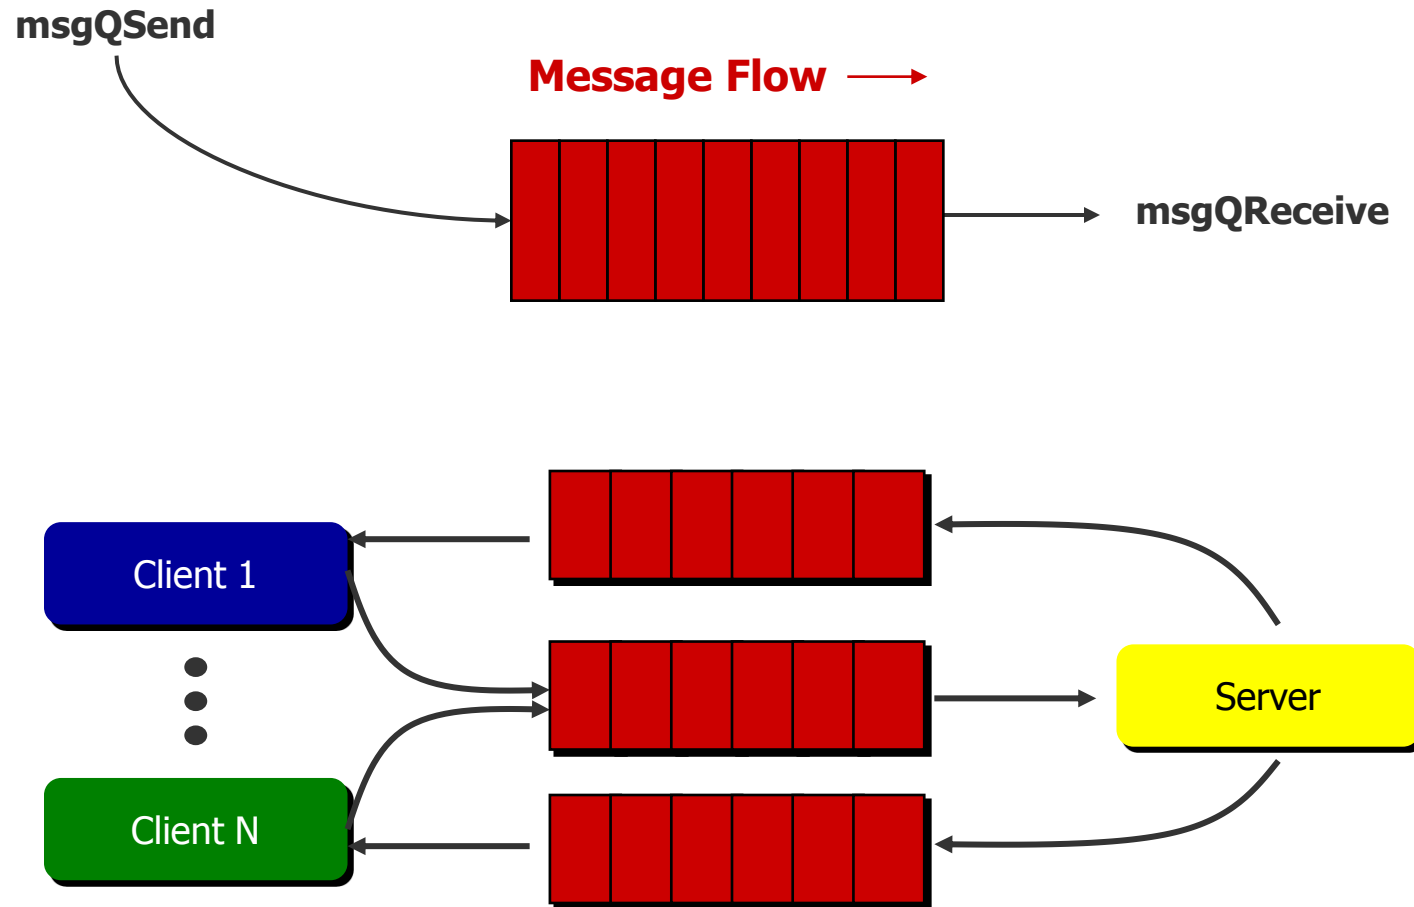 msgQSend
Message Flow
msgQReceive
Client 1
Server
Client N